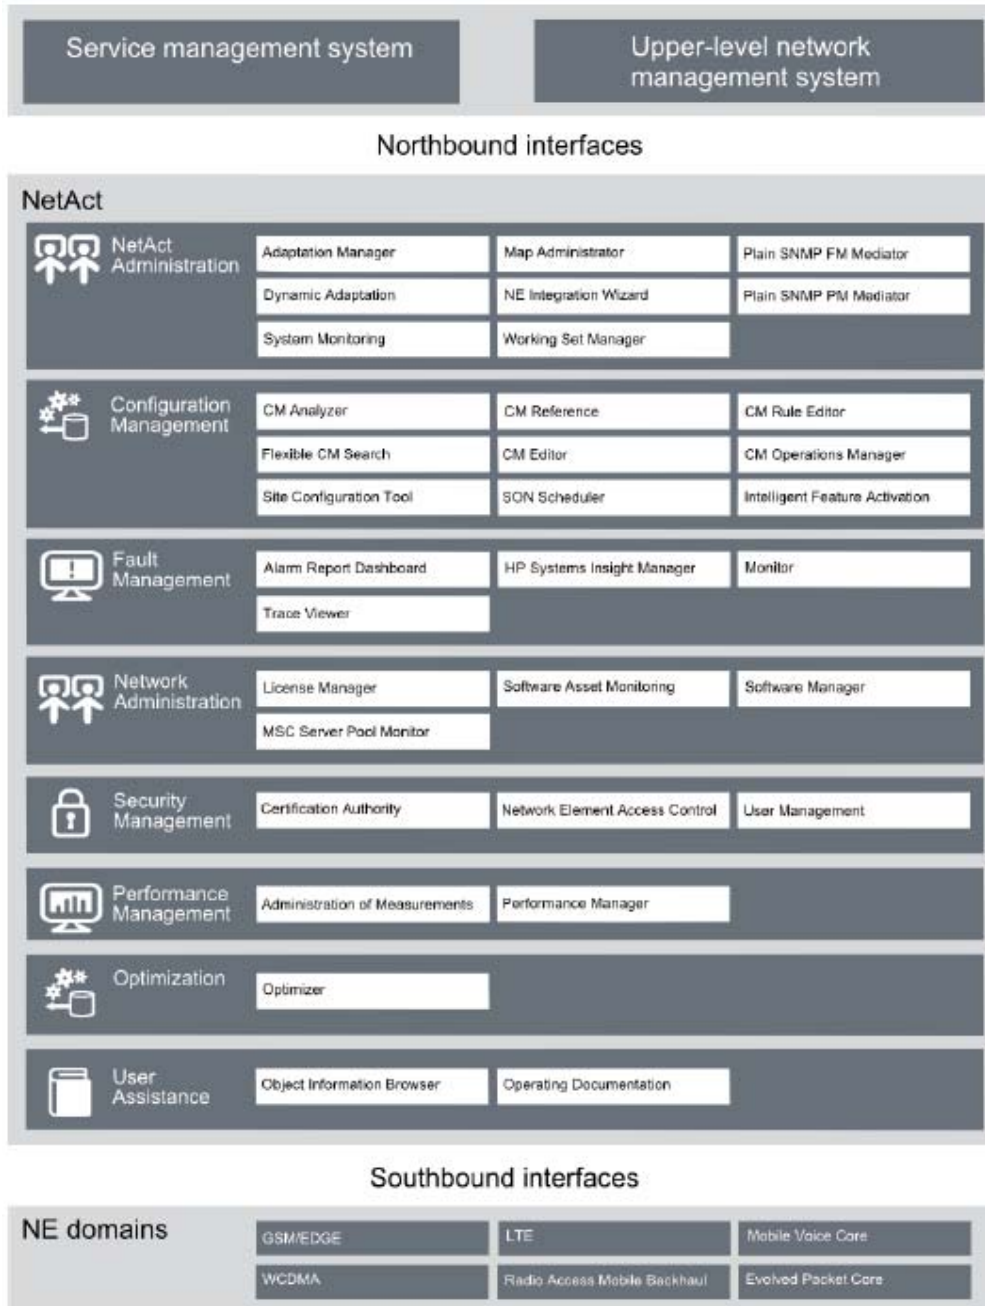 Service management system
Upper-level network
management system
Northbound interfaces
NetAct
NetAct
Administration
Adaptation Manager
Map Administrator
Plain SNMP FM Mediator
Dynamic Adaptation
NE Integration Wizard
Plain SNMP PM Mediator
System Monitoring
Working Set Manager
Configuration
Management
CM Analyzer
CM Reference
CM Rule Editor
Flexible CM Search
CM Editor
CM Operations Manager
Site Configuration Tool
SON Scheduler
Intelligent Feature Activation
Fault
Management
Alarm Report Dashboard
HP Systems Insight Manager
Monitor
Trace Viewer
Network
Administration
License Manager
Software Asset Monitoring
Software Manager
MSC Server Pool Monitor
Security
Management
Certification Authority
Network Element Access Control
User Management
Performance
Management
Administration of Measurements
Performance Manager
Optimization
Optimizer
User
Assistance
Object Information Browser
Operating Documentation
Southbound interfaces
NE domains
GSM/EDGE
LTE
Mobile Voice Core
WCDMA
Radio Access Mobile Backhaul
Evolved Packet Core